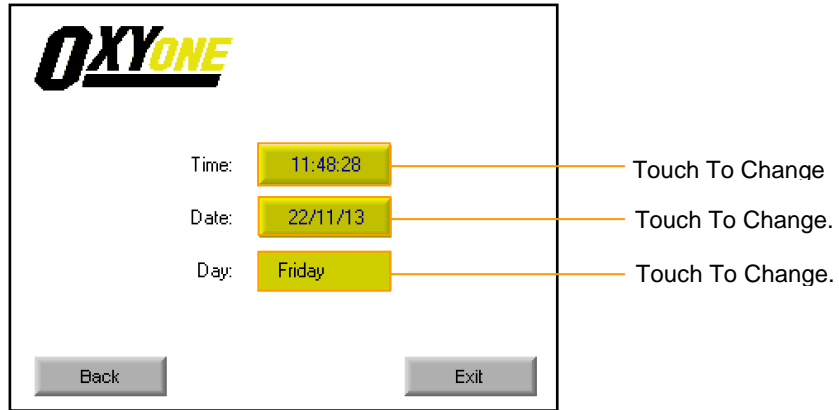 OXYONE
Time: 11:48:28 Touch To Change
Date: 22/11/13 Touch To Change.
Day: Friday Touch To Change.
Back Exit